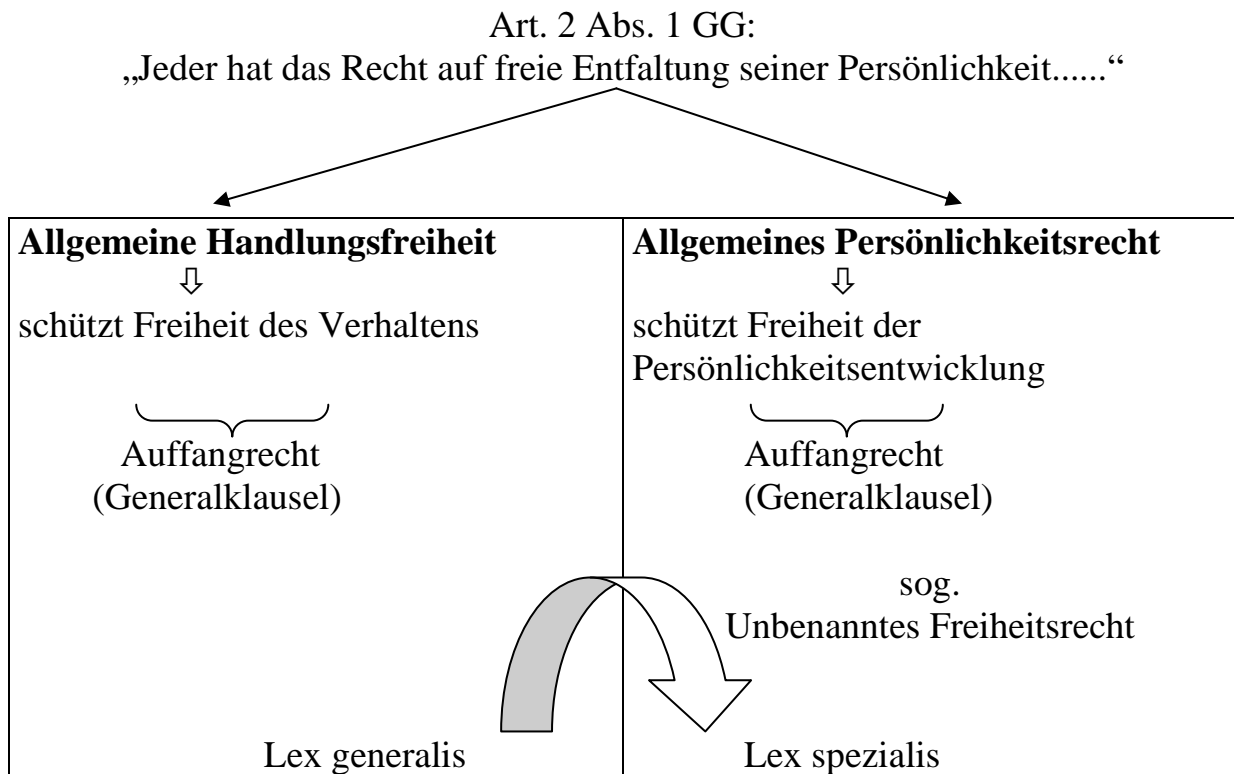 Art. 2 Abs. 1 GG:
„Jeder hat das Recht auf freie Entfaltung seiner Persönlichkeit......“
Allgemeine Handlungsfreiheit
schützt Freiheit des Verhaltens
Auffangrecht
(Generalklausel)
Lex generalis
Allgemeines Persönlichkeitsrecht
schützt Freiheit der
Persönlichkeitsentwicklung
Auffangrecht
(Generalklausel)
sog.
Unbenanntes Freiheitsrecht
Lex spezialis